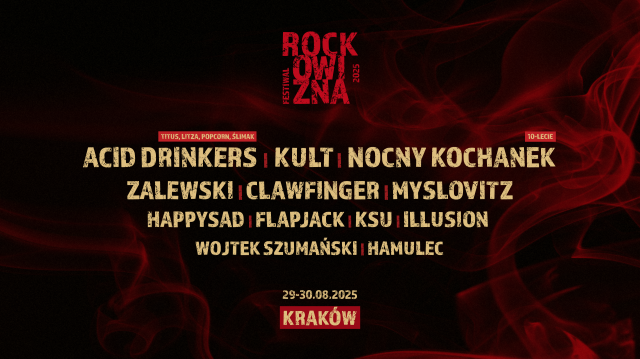 ROCK
OWI
ZNA
FESTIWAL
2025
TITUS, LITZA, POPCORN, ŚLIMAK
10-LECIE
ACID DRINKERS | KULT | NOCNY KOCHANEK
ZALEWSKI | CLAWFINGER | MYSLOVITZ
HAPPYSAD | FLAPJACK | KSU | ILLUSION
WOJTEK SZUMAŃSKI | HAMULEC
29-30.08.2025
KRAKÓW